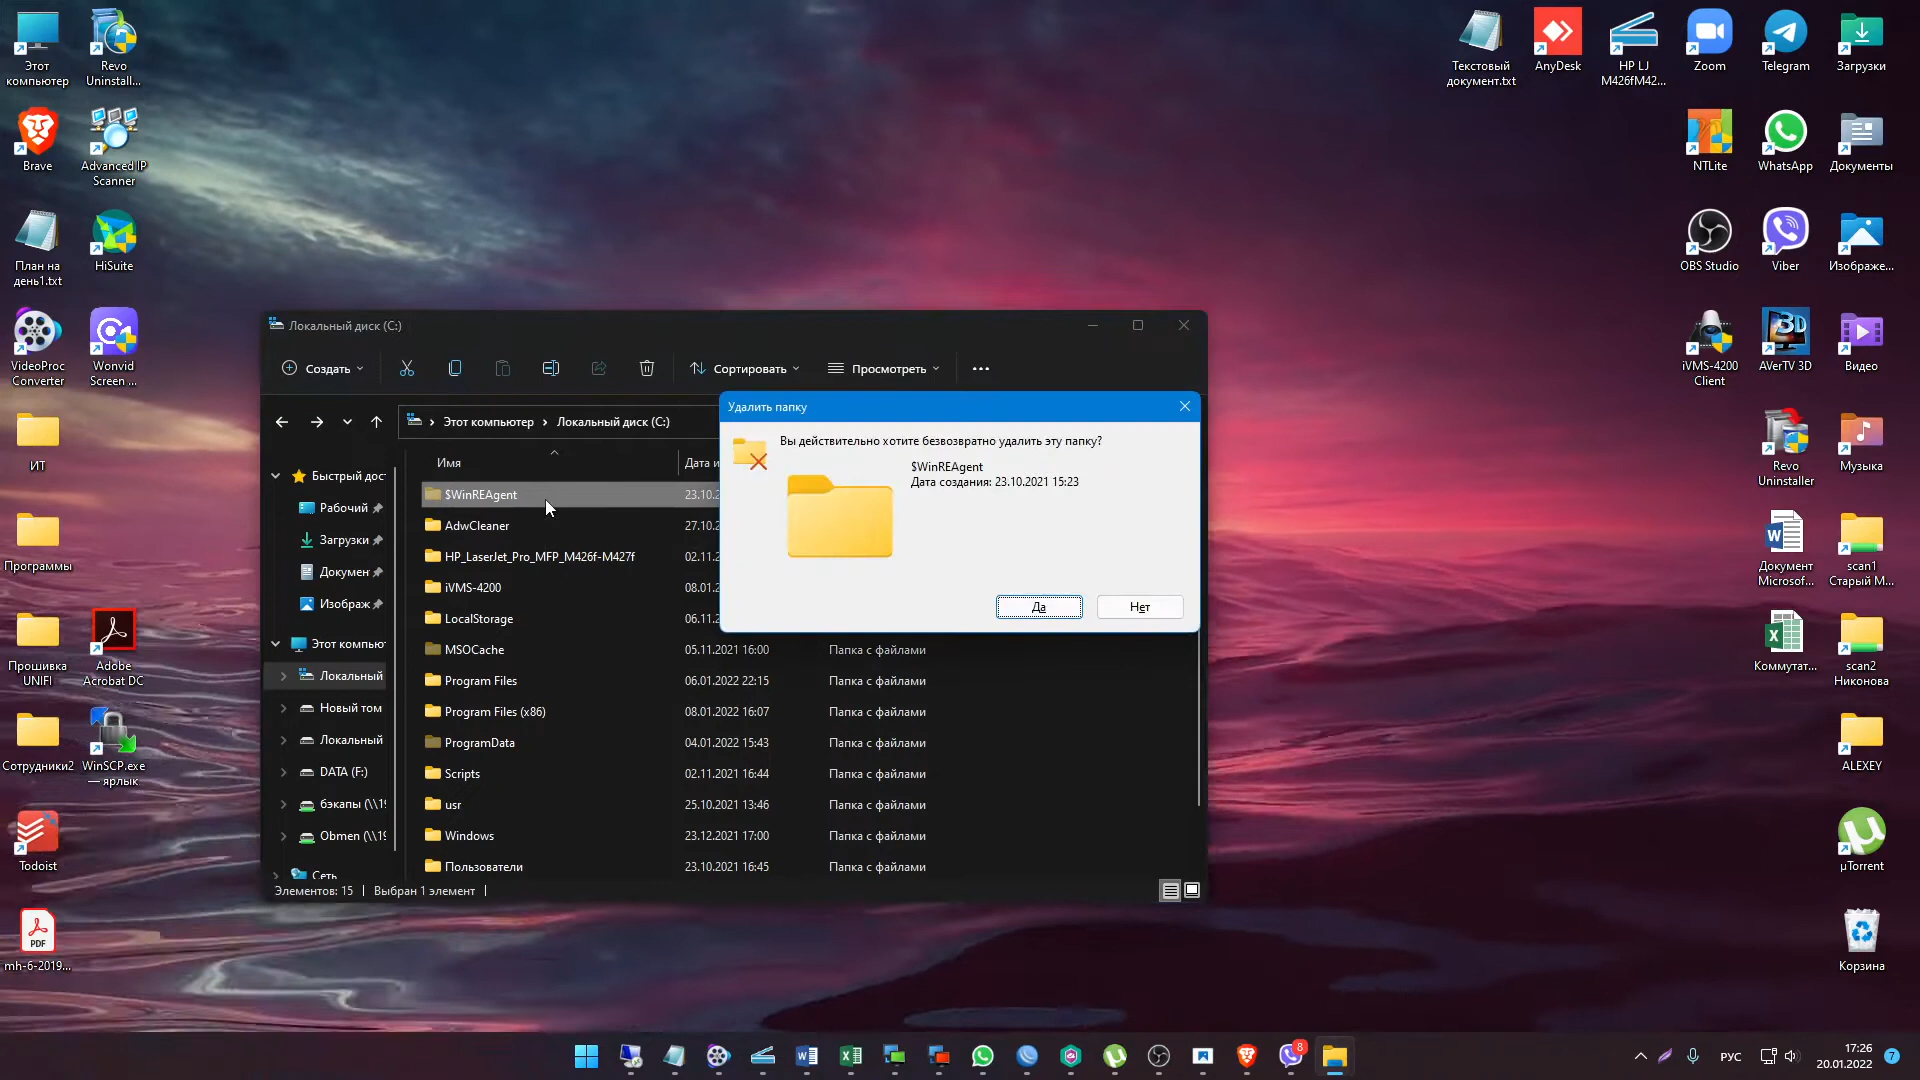 Этот
компьютер
Revo
Uninstall...
Brave
Advanced IP
Scanner
План на
день1.txt
HiSuite
VideoProc
Converter
Wonvid
Screen ...
ИТ
Программы
Прошивка
UNIFI
Adobe
Acrobat DC
Сотрудники2
WinSCP.exe
— ярлык
Todoist
PDF
mh-6-2019...
Текстовый
документ.txt
AnyDesk
HP LJ
M426fM42...
Zoom
Telegram
Загрузки
NTLite
WhatsApp
Документы
OBS Studio
Viber
Изображе...
iVMS-4200
Client
AVerTV 3D
Видео
Revo
Uninstaller
Музыка
Документ
Microsof...
scan1
Старый М...
Коммутат...
scan2
Никонова
ALEXEY
µTorrent
Корзина
Локальный диск (C:)
Создать
Сортировать
Просмотреть
Этот компьютер
Локальный диск (C:)
Имя
Дата и
Быстрый дос
Рабочий
Загрузки
Докумен
Изображ
Этот компьют
Локальный
Новый том
Локальный
DATA (F:)
бэкапы (\\19
Obmen (\\19
Сеть
$WinREAgent 23.10.2
AdwCleaner 27.10.2
HP_LaserJet_Pro_MFP_M426f-M427f 02.11.2
iVMS-4200 08.01.2
LocalStorage 06.11.2
MSOCache 05.11.2021 16:00 Папка с файлами
Program Files 06.01.2022 22:15 Папка с файлами
Program Files (x86) 08.01.2022 16:07 Папка с файлами
ProgramData 04.01.2022 15:43 Папка с файлами
Scripts 02.11.2021 16:44 Папка с файлами
usr 25.10.2021 13:46 Папка с файлами
Windows 23.12.2021 17:00 Папка с файлами
Пользователи 23.10.2021 16:45 Папка с файлами
Элементов: 15 Выбран 1 элемент
Удалить папку
Вы действительно хотите безвозвратно удалить эту папку?
$WinREAgent
Дата создания: 23.10.2021 15:23
Да
Нет
8
РУС
17:26
20.01.2022
7